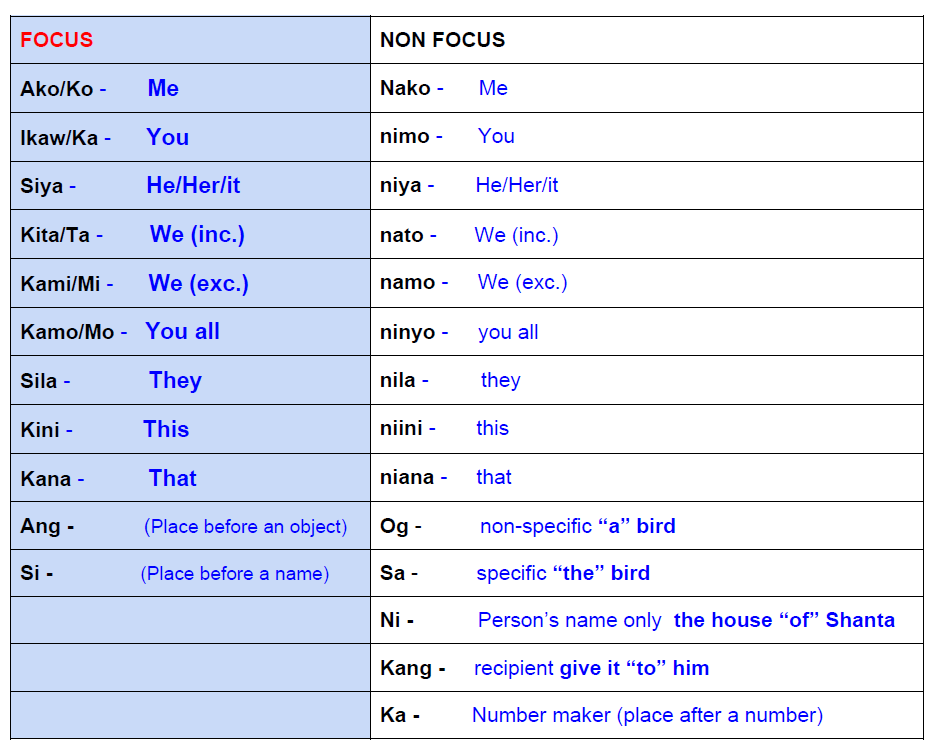 FOCUS NON FOCUS
Ako/Ko - Me Nako - Me
Ikaw/Ka - You nimo - You
Siya - He/Her/it niya - He/Her/it
Kita/Ta - We (inc.) nato - We (inc.)
Kami/Mi - We (exc.) namo - We (exc.)
Kamo/Mo - You all ninyo - you all
Sila - They nila - they
Kini - This niini - this
Kana - That niana - that
Ang - (Place before an object) Og - non-specific “a” bird
Si - (Place before a name) Sa - specific “the” bird
Ni - Person’s name only the house “of” Shanta
Kang - recipient give it “to” him
Ka - Number maker (place after a number)